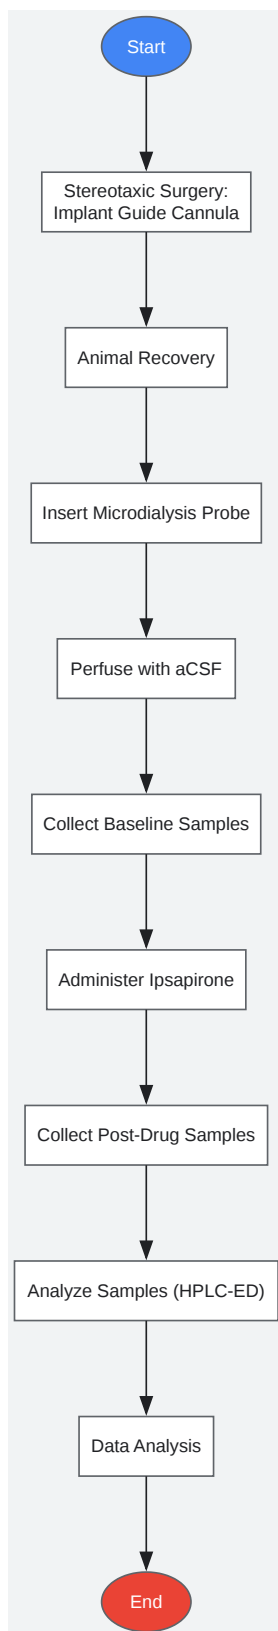 Start
Stereotaxic Surgery:
Implant Guide Cannula
Animal Recovery
Insert Microdialysis Probe
Perfuse with aCSF
Collect Baseline Samples
Administer Ipsapirone
Collect Post-Drug Samples
Analyze Samples (HPLC-ED)
Data Analysis
End